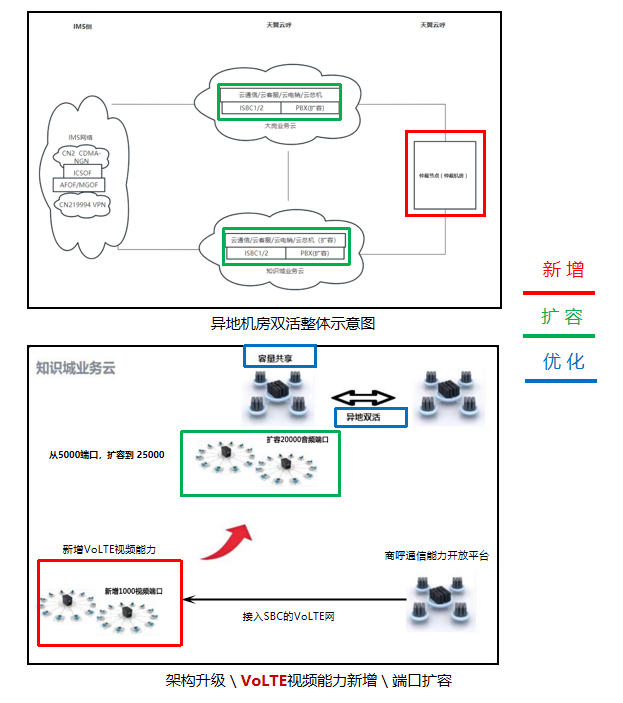 IMS创
天翼云呼
天翼云呼
云通信/云客服/云电销/云总机
ISBC1/2
PBX(扩容)
大岗业务云
IMS网络
CN2 CDMA-
NGN
ICSOF
AFOF/MGOF
CN219994 VPN
仲裁节点（仲裁机房）
云通信/云客服/云电销/云总机（扩容）
ISBC1/2
PBX(扩容)
知识城业务云
异地机房双活整体示意图
新 增
扩 容
优 化
知识城业务云
容量共享
异地双活
扩容20000音频端口
从5000端口，扩容到 25000
新增VoLTE视频能力
商呼通信能力开放平台
新增1000视频端口
接入SBC的VoLTE网
架构升级 \ VoLTE视频能力新增 \ 端口扩容